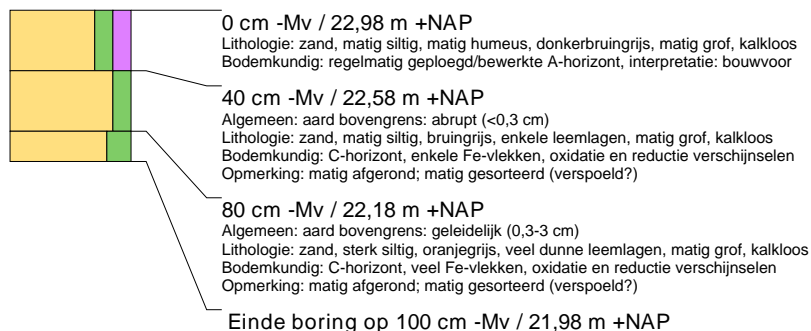 0 cm -Mv / 22,98 m +NAP
Lithologie: zand, matig siltig, matig humeus, donkerbruingrijs, matig grof, kalkloos
Bodemkundig: regelmatig geploegd/bewerkte A-horizont, interpretatie: bouwvoor
40 cm -Mv / 22,58 m +NAP
Algemeen: aard bovengrens: abrupt (<0,3 cm)
Lithologie: zand, matig siltig, bruingrijs, enkele leemlagen, matig grof, kalkloos
Bodemkundig: C-horizont, enkele Fe-vlekken, oxidatie en reductie verschijnselen
Opmerking: matig afgerond; matig gesorteerd (verspoeld?)
80 cm -Mv / 22,18 m +NAP
Algemeen: aard bovengrens: geleidelijk (0,3-3 cm)
Lithologie: zand, sterk siltig, oranjegrijs, veel dunne leemlagen, matig grof, kalkloos
Bodemkundig: C-horizont, veel Fe-vlekken, oxidatie en reductie verschijnselen
Opmerking: matig afgerond; matig gesorteerd (verspoeld?)
Einde boring op 100 cm -Mv / 21,98 m +NAP